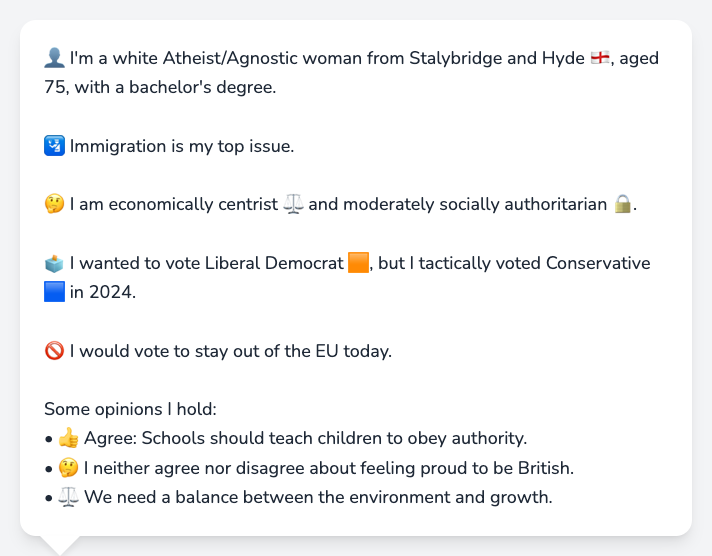 👤 I'm a white Atheist/Agnostic woman from Stalybridge and Hyde 🏴󠁧󠁢󠁥󠁮󠁧󠁿, aged
75, with a bachelor's degree.
🛂 Immigration is my top issue.
🤔 I am economically centrist ⚖️ and moderately socially authoritarian 🔒.
🗳️ I wanted to vote Liberal Democrat 🟧, but I tactically voted Conservative
🟦 in 2024.
🚫 I would vote to stay out of the EU today.
Some opinions I hold:
• 👍 Agree: Schools should teach children to obey authority.
• 🤔 I neither agree nor disagree about feeling proud to be British.
• ⚖️ We need a balance between the environment and growth.